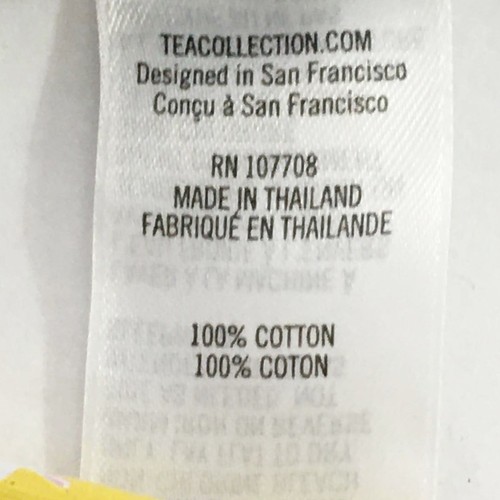 TEACOLLECTION.COM
Designed in San Francisco
Conçu à San Francisco
RN 107708
MADE IN THAILAND
FABRIQUÉ EN THAILANDE
100% COTTON
100% COTON